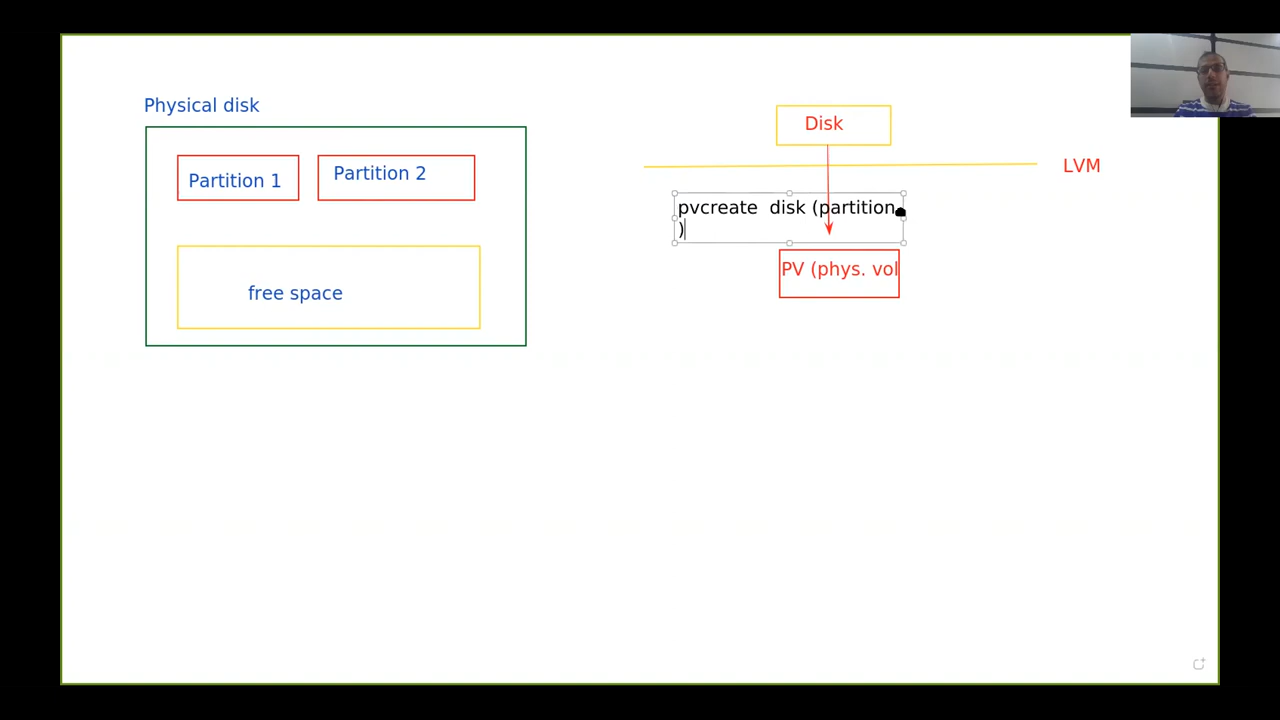 Physical disk
Partition 1
Partition 2
free space
Disk
LVM
pvcreate  disk (partition
)
PV (phys. vol